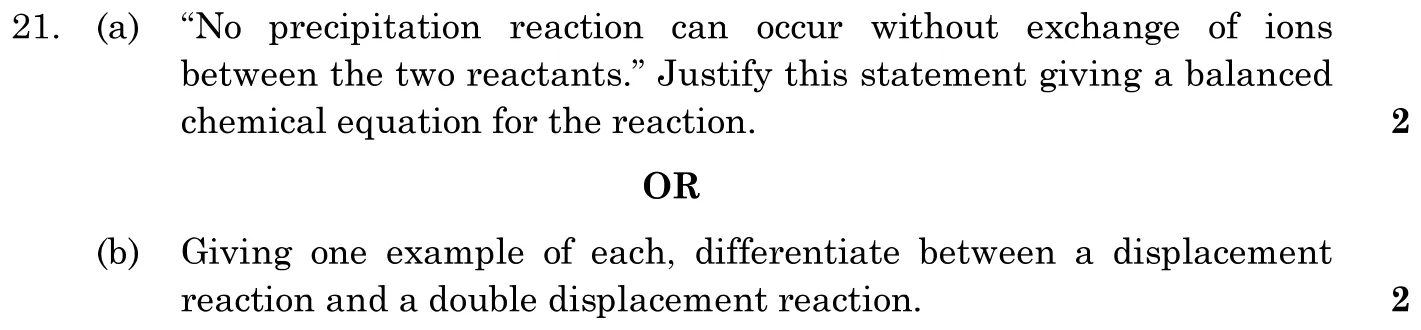 21. (a) “No precipitation reaction can occur without exchange of ions
between the two reactants.” Justify this statement giving a balanced
chemical equation for the reaction. 2
OR
(b) Giving one example of each, differentiate between a displacement
reaction and a double displacement reaction. 2